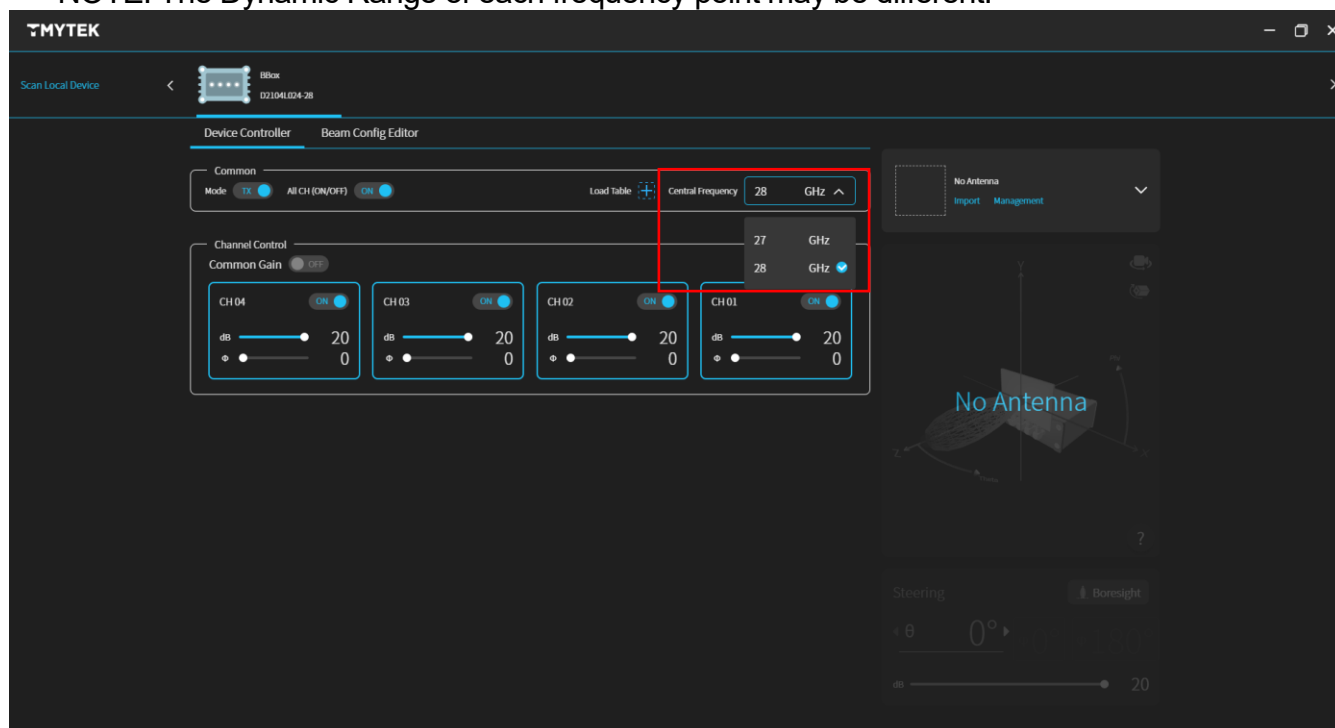 NOTE: The Dynamic Range of each frequency point may be different.
TMYTEK
Scan Local Device
BBox
D2104L024-28
Device Controller Beam Config Editor
Common
Mode TX All CH (ON/OFF) ON Load Table Central Frequency 28 GHz
27 GHz
28 GHz
Channel Control
Common Gain OFF
CH 04 ON CH 03 ON CH 02 ON CH 01 ON
dB 20 dB 20 dB 20 dB 20
Φ 0 Φ 0 Φ 0 Φ 0
No Antenna
Import Management
Y
No Antenna
Z
X
?
Steering Boresight
θ 0°
dB 20